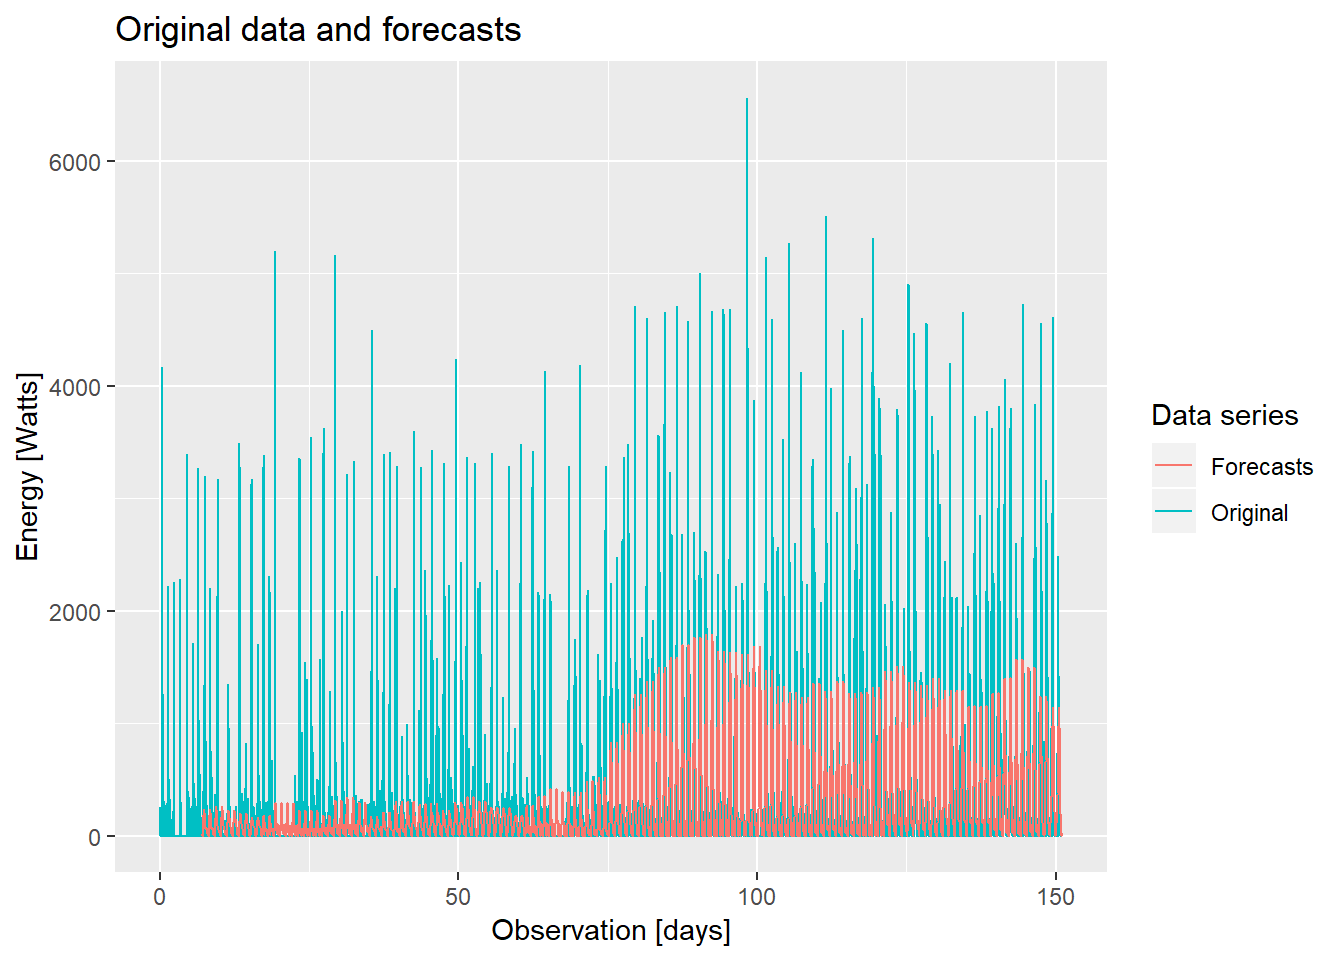 Original data and forecasts
Energy [Watts]
6000
4000
2000
0
0 50 100 150
Observation [days]
Data series
Forecasts
Original